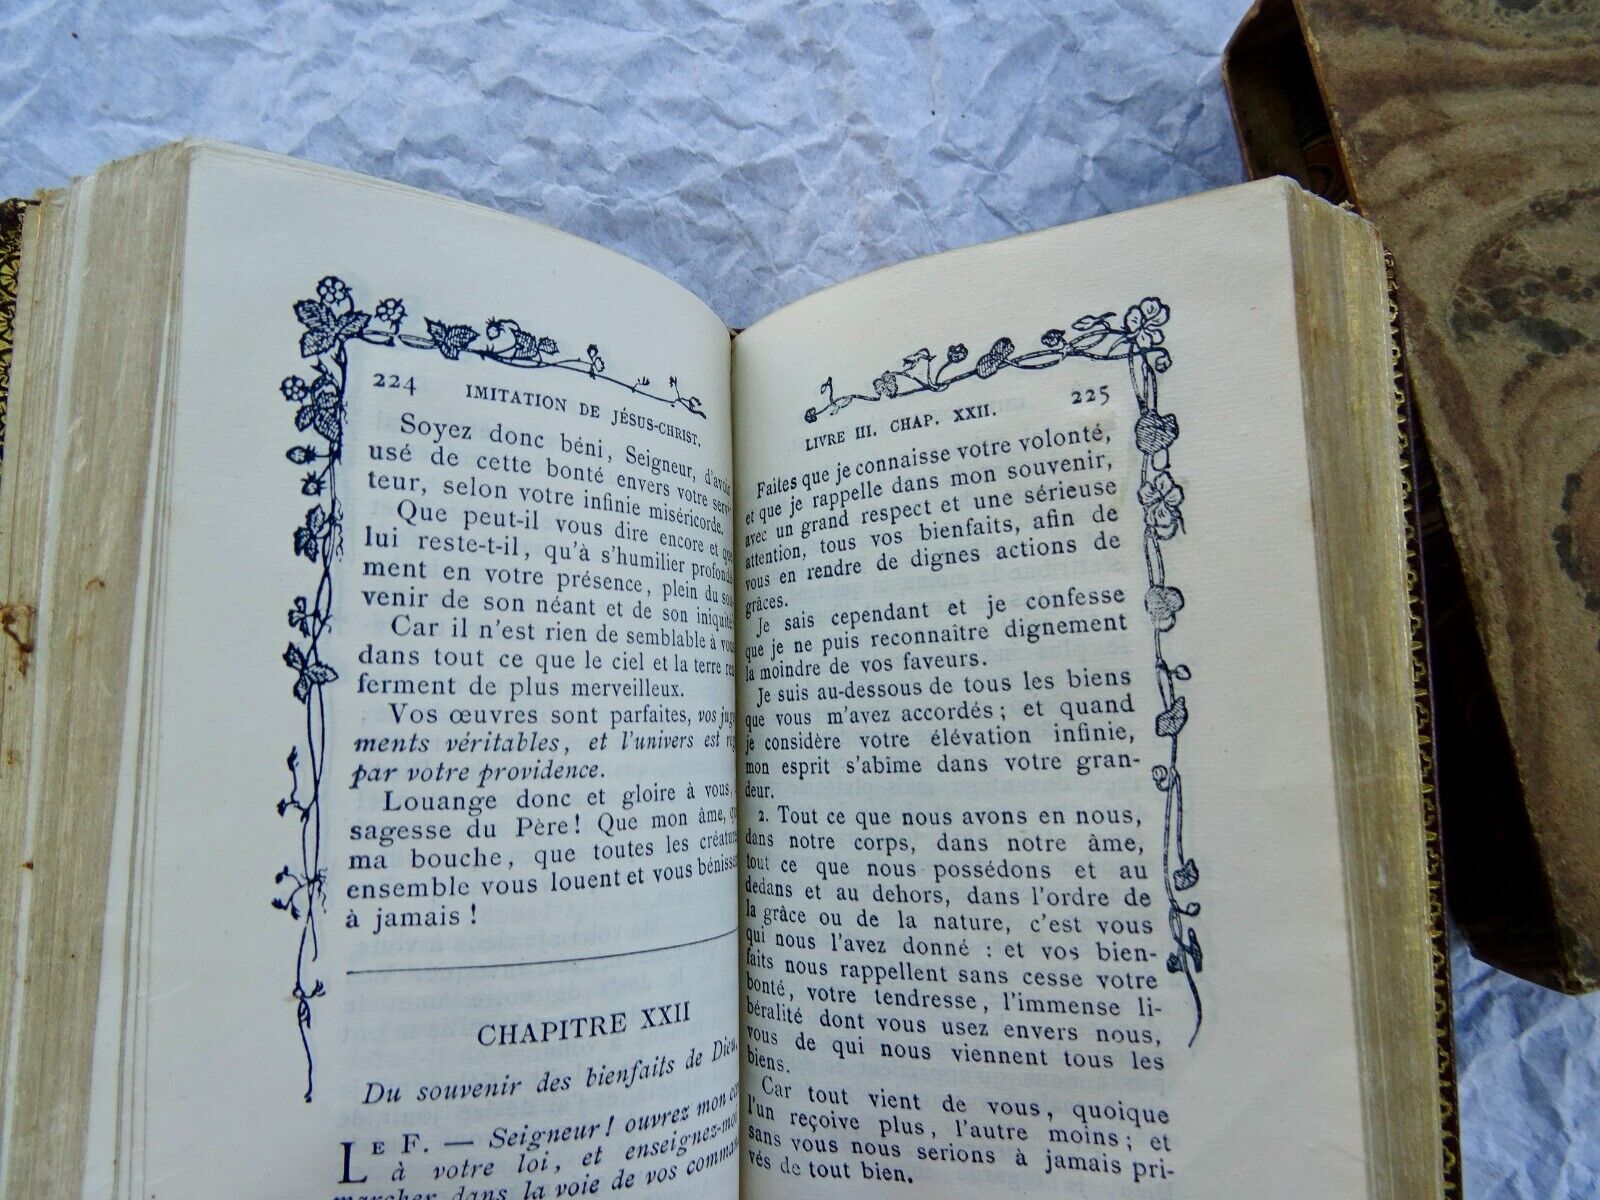 224 IMITATION DE JÉSUS-CHRIST.
Soyez donc béni, Seigneur, d'avoir
usé de cette bonté envers votre servi-
teur, selon votre infinie miséricorde.
Que peut-il vous dire encore et que
lui reste-t-il, qu'à s'humilier profondé
ment en votre présence, plein du sou
venir de son néant et de son iniquité
Car il n'est rien de semblable à vous
dans tout ce que le ciel et la terre ren
ferment de plus merveilleux.
Vos œuvres sont parfaites, vos juge
ments véritables, et l'univers est régi
par votre providence.
Louange donc et gloire à vous,
sagesse du Père! Que mon âme, que
ma bouche, que toutes les créatures
ensemble vous louent et vous bénissent
à jamais!
CHAPITRE XXII
Du souvenir des bienfaits de Dieu.
LE F. — Seigneur! ouvrez mon cœ
à votre loi, et enseignez-moi
marcher dans la voie de vos comma
LIVRE III. CHAP. XXII. 225
Faites que je connaisse votre volonté,
et que je rappelle dans mon souvenir,
avec un grand respect et une sérieuse
attention, tous vos bienfaits, afin de
vous en rendre de dignes actions de
grâces.
Je sais cependant et je confesse
que je ne puis reconnaître dignement
la moindre de vos faveurs.
Je suis au-dessous de tous les biens
que vous m'avez accordés; et quand
je considère votre élévation infinie,
mon esprit s'abîme dans votre gran-
deur.
2. Tout ce que nous avons en nous,
dans notre corps, dans notre âme,
tout ce que nous possédons et au
dedans et au dehors, dans l'ordre de
la grâce ou de la nature, c'est vous
qui nous l'avez donné : et vos bien-
faits nous rappellent sans cesse votre
bonté, votre tendresse, l'immense li-
béralité dont vous usez envers nous,
vous de qui nous viennent tous les
biens.
Car tout vient de vous, quoique
l'un reçoive plus, l'autre moins; et
sans vous nous serions à jamais pri-
vés de tout bien.